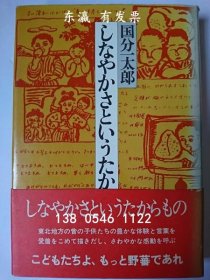 东瀛 有发票
国分一太郎
しなやかさというたか
しなやかさというたからもの
138 0546 1122
東北地方の昔の子供たちの豊かな体験と言葉を
愛情をこめて描きだし、さわやかな感動を呼ぶ
こどもたちよ、もっと野蛮であれ